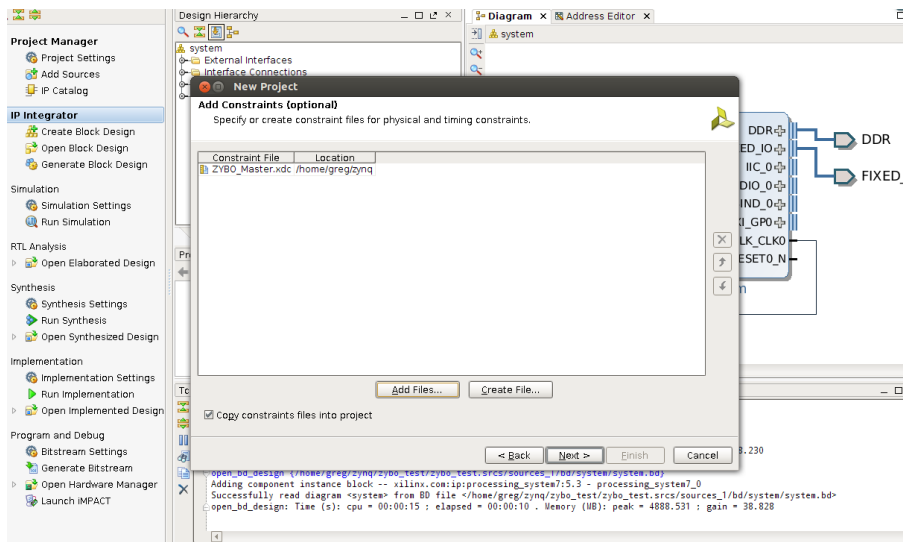 Project Manager
Project Settings
Add Sources
IP Catalog
IP Integrator
Create Block Design
Open Block Design
Generate Block Design
Simulation
Simulation Settings
Run Simulation
RTL Analysis
Open Elaborated Design
Synthesis
Synthesis Settings
Run Synthesis
Open Synthesized Design
Implementation
Implementation Settings
Run Implementation
Open Implemented Design
Program and Debug
Bitstream Settings
Generate Bitstream
Open Hardware Manager
Launch iMPACT
Design Hierarchy
system
External Interfaces
Interface Connections
Diagram
Address Editor
system
New Project
Add Constraints (optional)
Specify or create constraint files for physical and timing constraints.
Constraint File Location
ZYBO_Master.xdc /home/greg/zynq
Add Files...
Create File...
Copy constraints files into project
< Back
Next >
Finish
Cancel
DDR
ED_IO
IIC_0
DIO_0
IND_0
I_GP0
LK_CLK0
ESET0_N
DDR
FIXED_
Pr
Tc
3.230
open_bd_design {/home/greg/zynq/zybo_test/zybo_test.srcs/sources_1/bd/system/system.bd}
Adding component instance block -- xilinx.com:ip:processing_system7:5.3 - processing_system7_0
Successfully read diagram <system> from BD file </home/greg/zynq/zybo_test/zybo_test.srcs/sources_1/bd/system/system.bd>
open_bd_design: Time (s): cpu = 00:00:15 ; elapsed = 00:00:10 . Memory (MB): peak = 4888.531 ; gain = 38.828